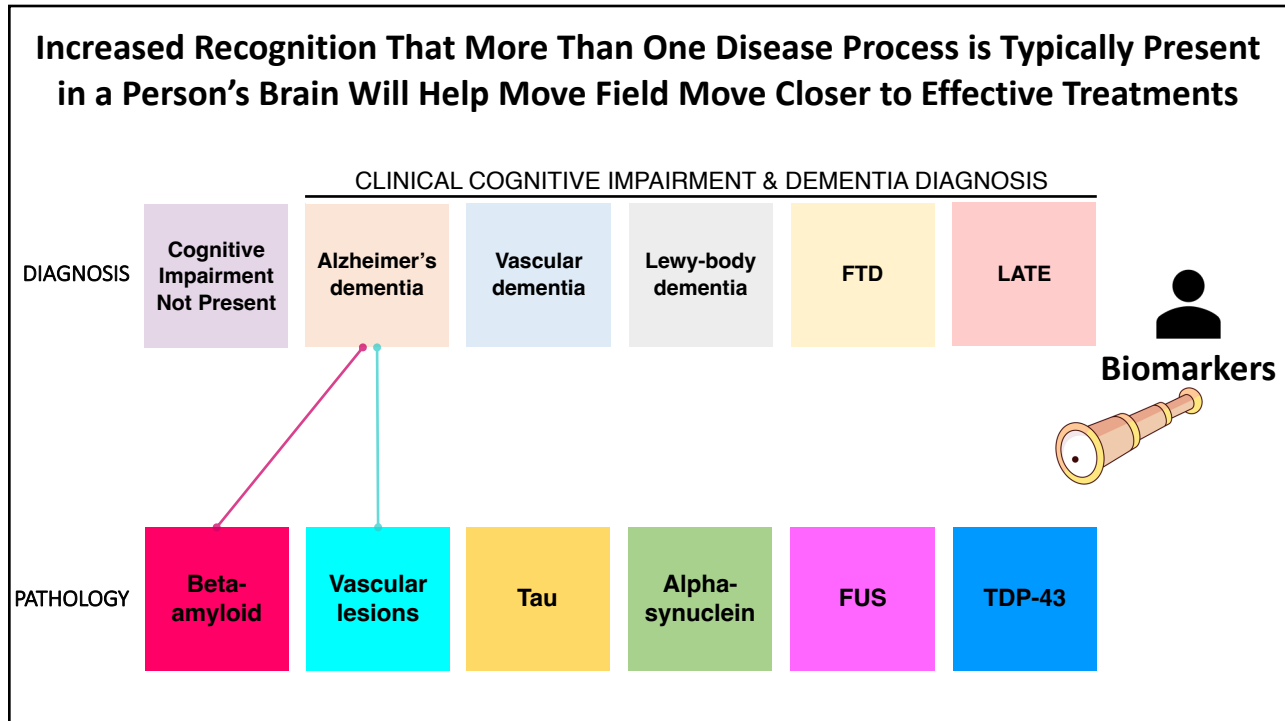 Increased Recognition That More Than One Disease Process is Typically Present
in a Person's Brain Will Help Move Field Move Closer to Effective Treatments
CLINICAL COGNITIVE IMPAIRMENT & DEMENTIA DIAGNOSIS
DIAGNOSIS
Cognitive
Impairment
Not Present
Alzheimer's
dementia
Vascular
dementia
Lewy-body
dementia
FTD
LATE
Biomarkers
PATHOLOGY
Beta-
amyloid
Vascular
lesions
Tau
Alpha-
synuclein
FUS
TDP-43